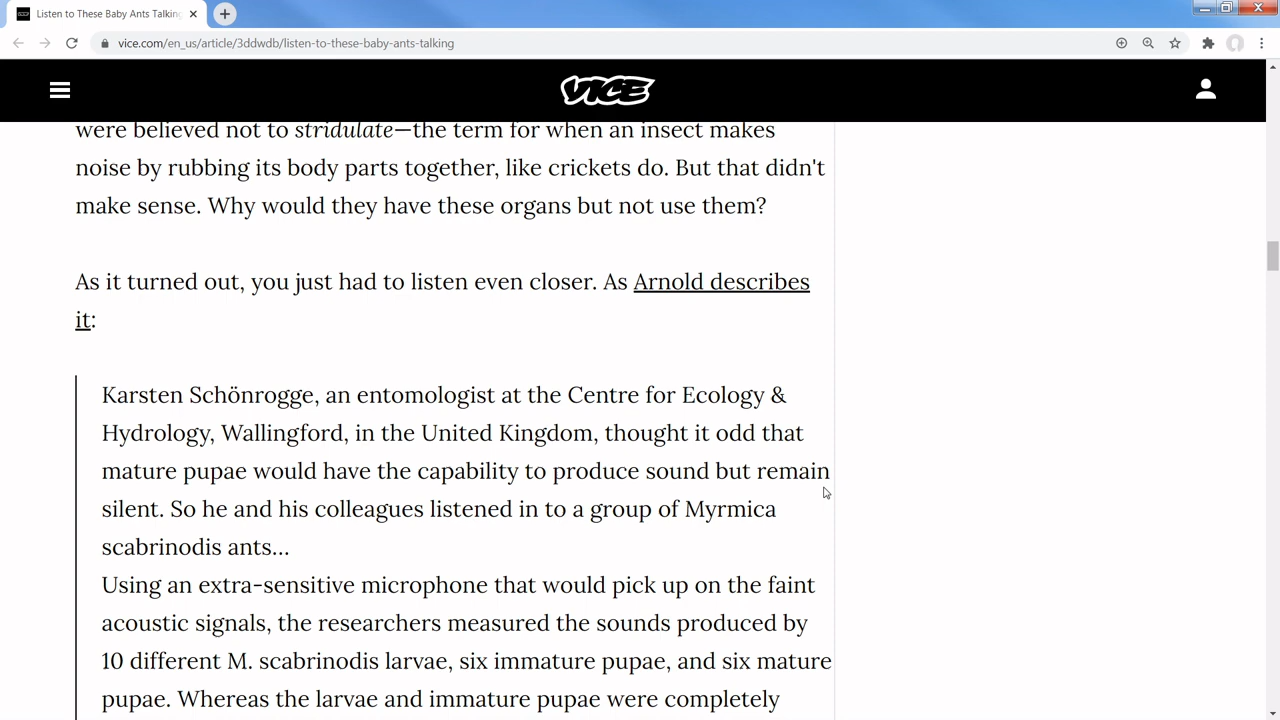 Listen to These Baby Ants Talking
vice.com/en_us/article/3ddwdb/listen-to-these-baby-ants-talking
VICE
were believed not to stridulate—the term for when an insect makes
noise by rubbing its body parts together, like crickets do. But that didn't
make sense. Why would they have these organs but not use them?
As it turned out, you just had to listen even closer. As Arnold describes
it:
Karsten Schönrogge, an entomologist at the Centre for Ecology &
Hydrology, Wallingford, in the United Kingdom, thought it odd that
mature pupae would have the capability to produce sound but remain
silent. So he and his colleagues listened in to a group of Myrmica
scabrinodis ants…
Using an extra-sensitive microphone that would pick up on the faint
acoustic signals, the researchers measured the sounds produced by
10 different M. scabrinodis larvae, six immature pupae, and six mature
pupae. Whereas the larvae and immature pupae were completely